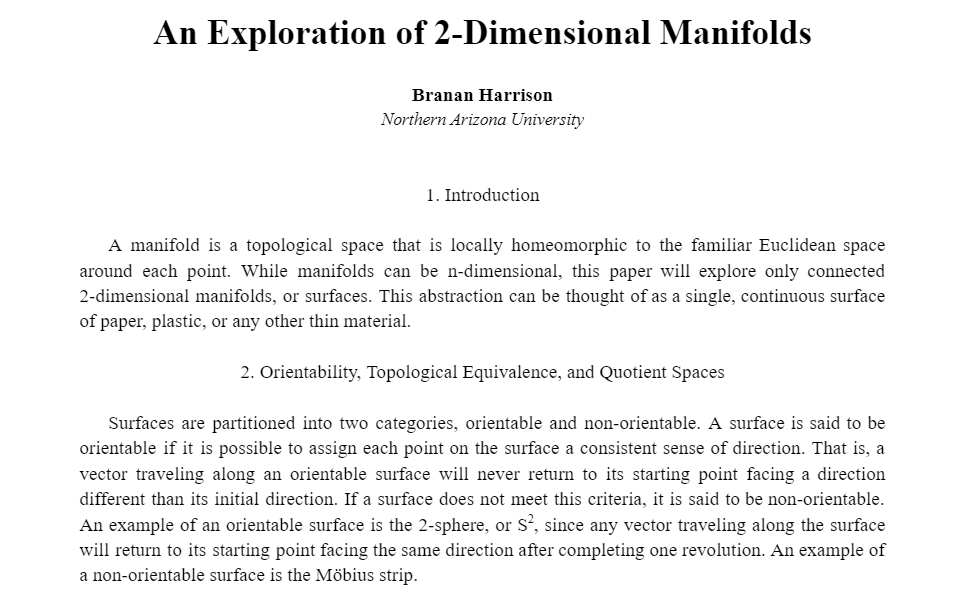 An Exploration of 2-Dimensional Manifolds
Branan Harrison
Northern Arizona University
1. Introduction
A manifold is a topological space that is locally homeomorphic to the familiar Euclidean space
around each point. While manifolds can be n-dimensional, this paper will explore only connected
2-dimensional manifolds, or surfaces. This abstraction can be thought of as a single, continuous surface
of paper, plastic, or any other thin material.
2. Orientability, Topological Equivalence, and Quotient Spaces
Surfaces are partitioned into two categories, orientable and non-orientable. A surface is said to be
orientable if it is possible to assign each point on the surface a consistent sense of direction. That is, a
vector traveling along an orientable surface will never return to its starting point facing a direction
different than its initial direction. If a surface does not meet this criteria, it is said to be non-orientable.
An example of an orientable surface is the 2-sphere, or S², since any vector traveling along the surface
will return to its starting point facing the same direction after completing one revolution. An example of
a non-orientable surface is the Möbius strip.